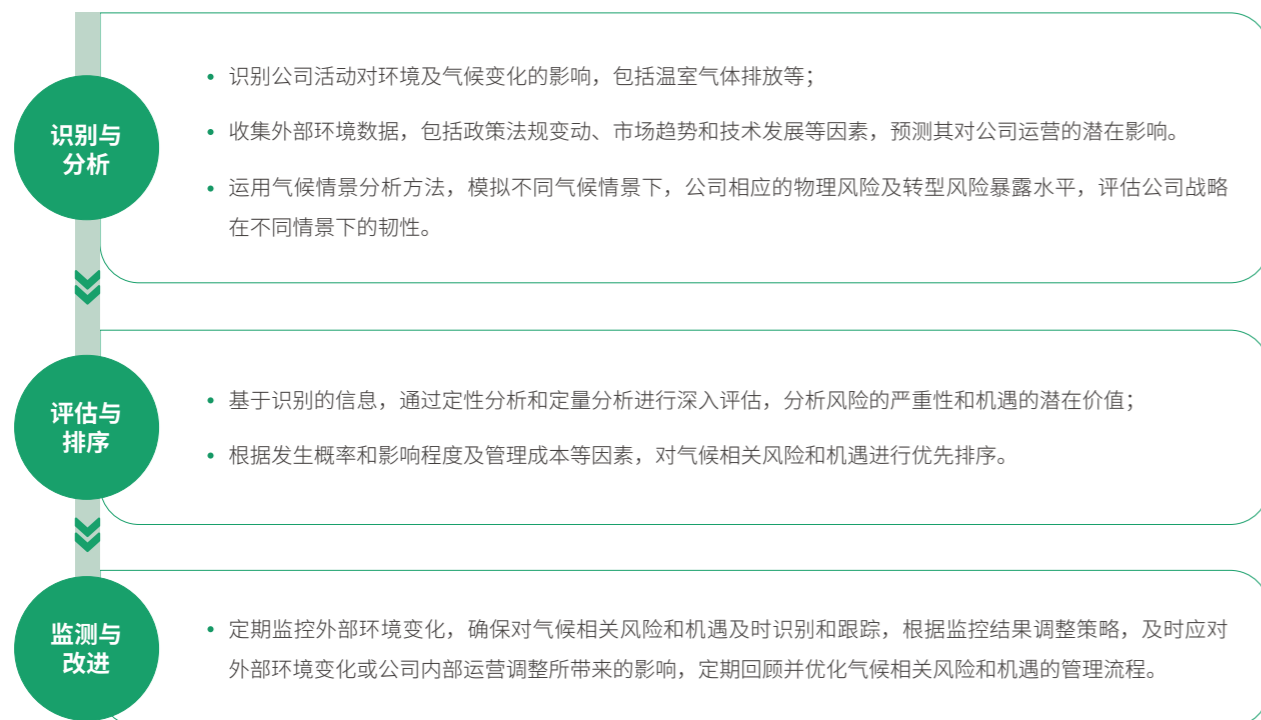 识别与
分析
• 识别公司活动对环境及气候变化的影响，包括温室气体排放等；
• 收集外部环境数据，包括政策法规变动、市场趋势和技术发展等因素，预测其对公司运营的潜在影响。
• 运用气候情景分析方法，模拟不同气候情景下，公司相应的物理风险及转型风险暴露水平，评估公司战略
在不同情景下的韧性。
评估与
排序
• 基于识别的信息，通过定性分析和定量分析进行深入评估，分析风险的严重性和机遇的潜在价值；
• 根据发生概率和影响程度及管理成本等因素，对气候相关风险和机遇进行优先排序。
监测与
改进
• 定期监控外部环境变化，确保对气候相关风险和机遇及时识别和跟踪，根据监控结果调整策略，及时应对
外部环境变化或公司内部运营调整所带来的影响，定期回顾并优化气候相关风险和机遇的管理流程。